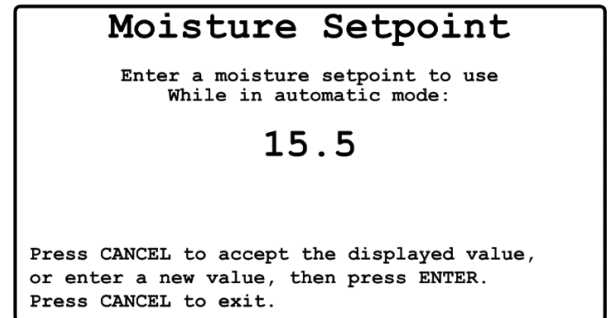 Moisture Setpoint
Enter a moisture setpoint to use
While in automatic mode:
15.5
Press CANCEL to accept the displayed value,
or enter a new value, then press ENTER.
Press CANCEL to exit.